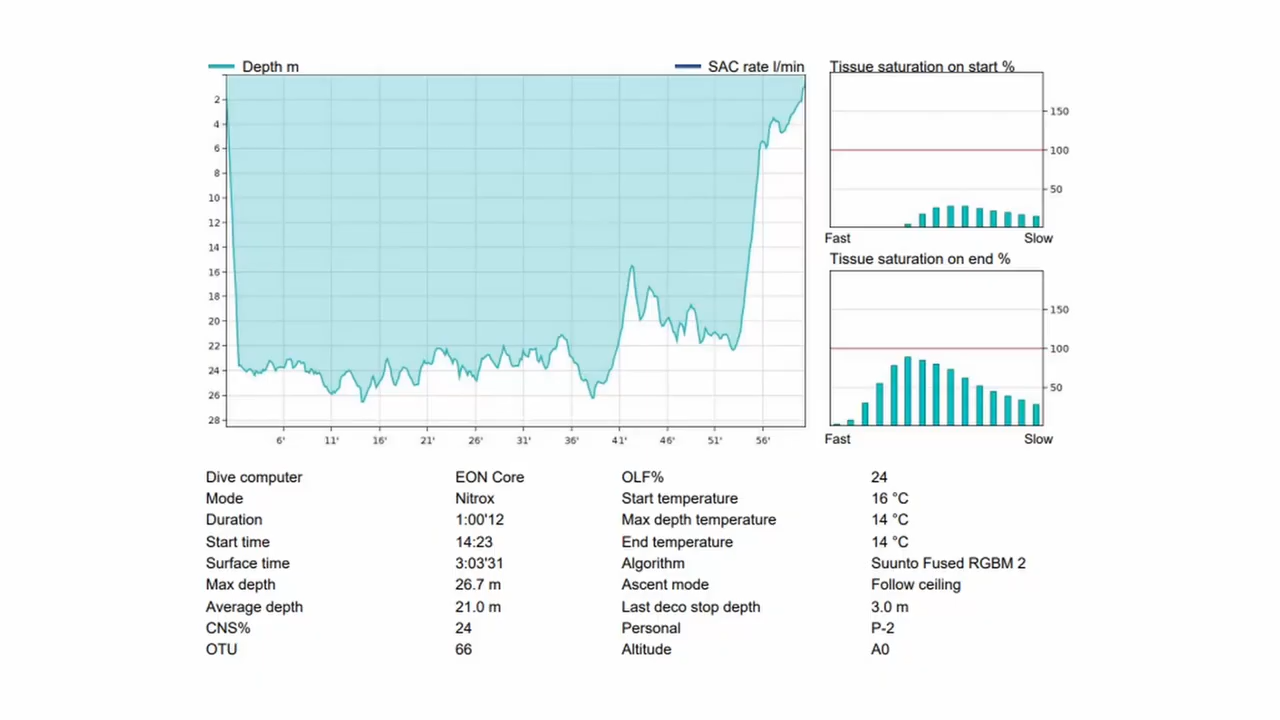 Depth m
SAC rate l/min
2
4
6
8
10
12
14
16
18
20
22
24
26
28
6'
11'
16'
21'
26'
31'
36'
41'
46'
51'
56'
Tissue saturation on start %
150
100
50
Fast
Slow
Tissue saturation on end %
150
100
50
Fast
Slow
Dive computer EON Core
Mode Nitrox
Duration 1:00'12
Start time 14:23
Surface time 3:03'31
Max depth 26.7 m
Average depth 21.0 m
CNS% 24
OTU 66
OLF% 24
Start temperature 16 °C
Max depth temperature 14 °C
End temperature 14 °C
Algorithm Suunto Fused RGBM 2
Ascent mode Follow ceiling
Last deco stop depth 3.0 m
Personal P-2
Altitude A0